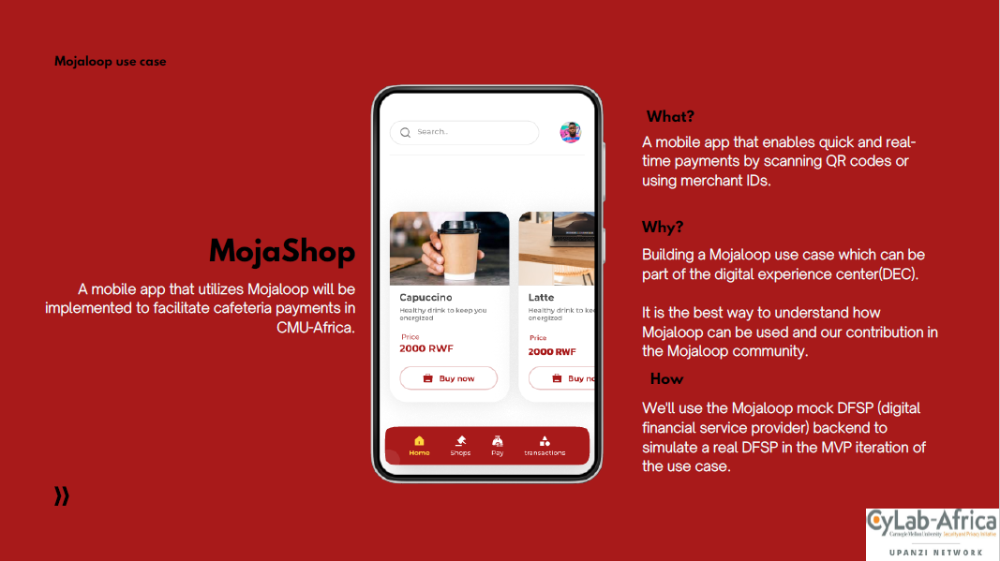 Mojaloop use case
MojaShop
A mobile app that utilizes Mojaloop will be
implemented to facilitate cafeteria payments in
CMU-Africa.
Search..
Capuccino
Healthy drink to keep you
energized
Price
2000 RWF
Buy now
Latte
Healthy drink to kee
energized
Price
2000 RWF
Buy no
Home
Shops
Pay
transactions
What?
A mobile app that enables quick and real-
time payments by scanning QR codes or
using merchant IDs.
Why?
Building a Mojaloop use case which can be
part of the digital experience center(DEC).
It is the best way to understand how
Mojaloop can be used and our contribution in
the Mojaloop community.
How
We'll use the Mojaloop mock DFSP (digital
financial service provider) backend to
simulate a real DFSP in the MVP iteration of
the use case.
CyLab-Africa
Carnegie Mellon University Security and Privacy Initiative
UPANZI NETWORK